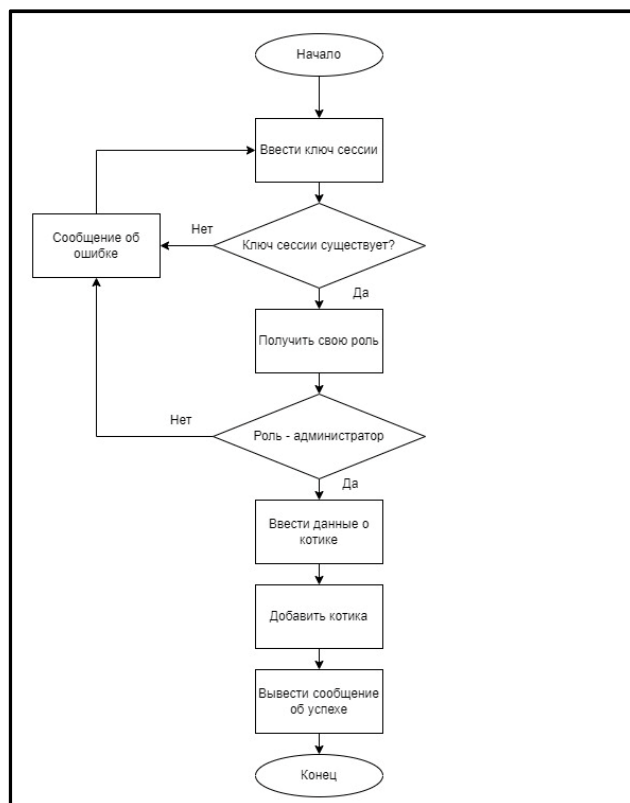 Начало
Ввести ключ сессии
Сообщение об
ошибке
Нет
Ключ сессии существует?
Да
Получить свою роль
Нет
Роль - администратор
Да
Ввести данные о
котике
Добавить котика
Вывести сообщение
об успехе
Конец